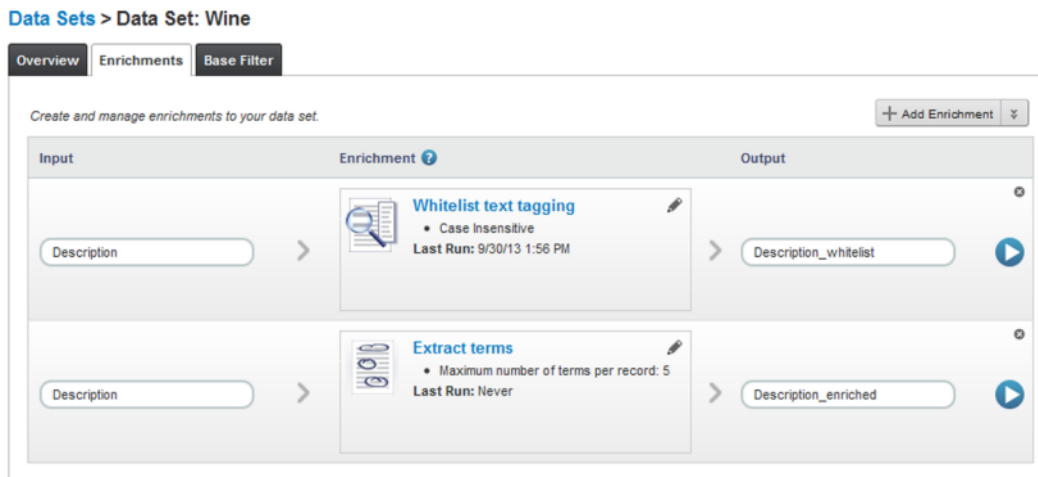 Data Sets > Data Set: Wine
Overview Enrichments Base Filter
Create and manage enrichments to your data set.
+ Add Enrichment
Input Enrichment ? Output
Whitelist text tagging
• Case Insensitive
Last Run: 9/30/13 1:56 PM
Description
Description_whitelist
Extract terms
• Maximum number of terms per record: 5
Last Run: Never
Description
Description_enriched